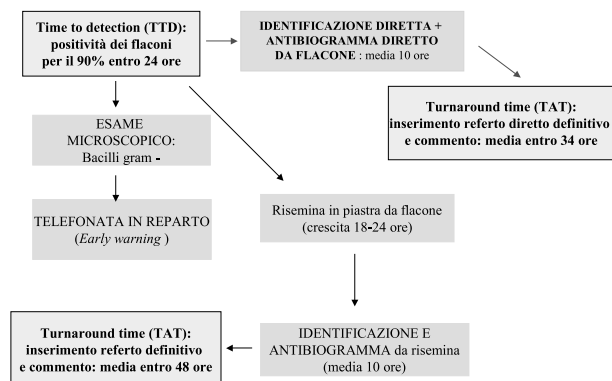 Time to detection (TTD):
positività dei flaconi
per il 90% entro 24 ore
IDENTIFICAZIONE DIRETTA +
ANTIBIOGRAMMA DIRETTO
DA FLACONE : media 10 ore
Turnaround time (TAT):
inserimento referto diretto definitivo
e commento: media entro 34 ore
ESAME
MICROSCOPICO:
Bacilli gram -
TELEFONATA IN REPARTO
(Early warning )
Risemina in piastra da flacone
(crescita 18-24 ore)
Turnaround time (TAT):
inserimento referto definitivo
e commento: media entro 48 ore
IDENTIFICAZIONE E
ANTIBIOGRAMMA da risemina
(media 10 ore)